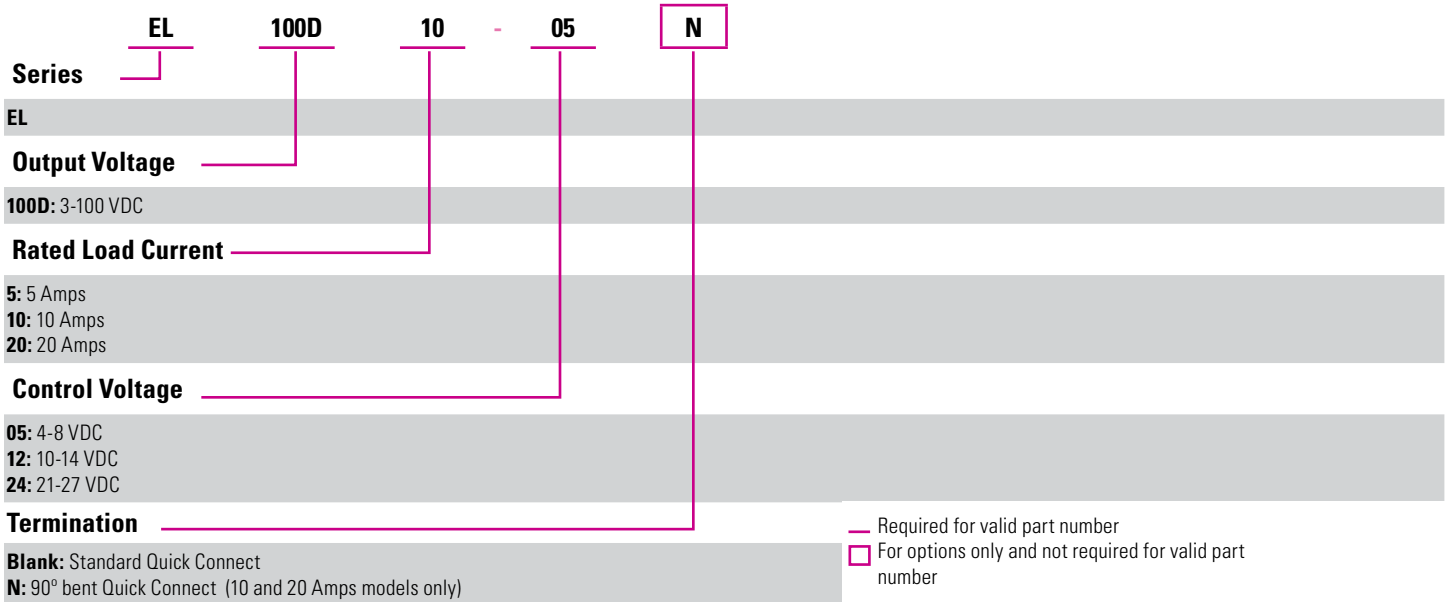 EL 100D 10 - 05 N
Series
EL
Output Voltage
100D: 3-100 VDC
Rated Load Current
5: 5 Amps
10: 10 Amps
20: 20 Amps
Control Voltage
05: 4-8 VDC
12: 10-14 VDC
24: 21-27 VDC
Termination
Blank: Standard Quick Connect
N: 90º bent Quick Connect (10 and 20 Amps models only)
Required for valid part number
For options only and not required for valid part
number